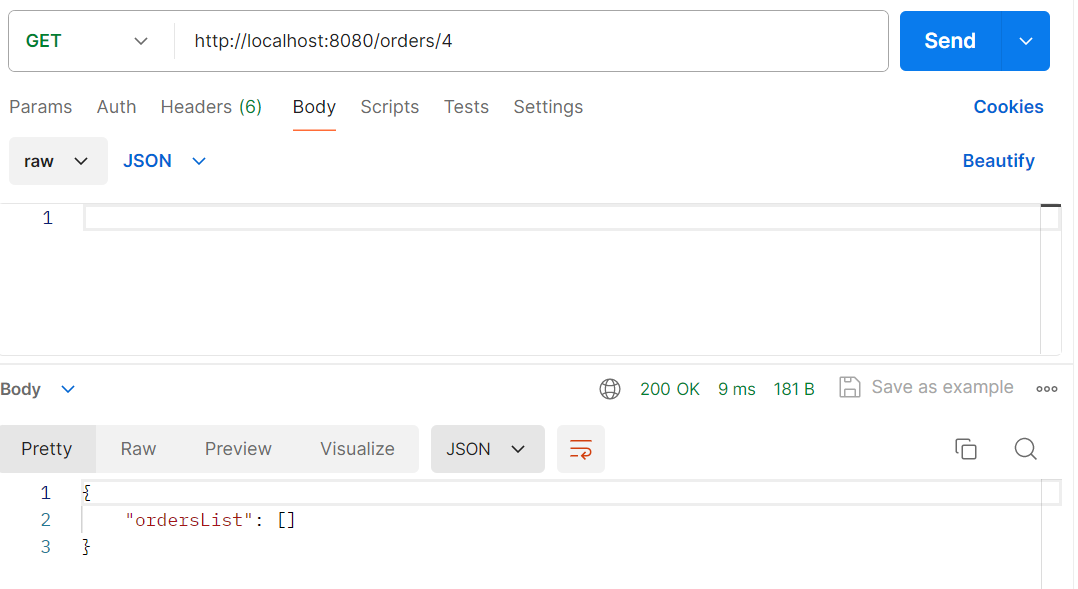 GET http://localhost:8080/orders/4 Send
Params Auth Headers (6) Body Scripts Tests Settings Cookies
raw JSON Beautify
1
Body 200 OK 9 ms 181 B Save as example
Pretty Raw Preview Visualize JSON
1 {
2 "ordersList": []
3 }